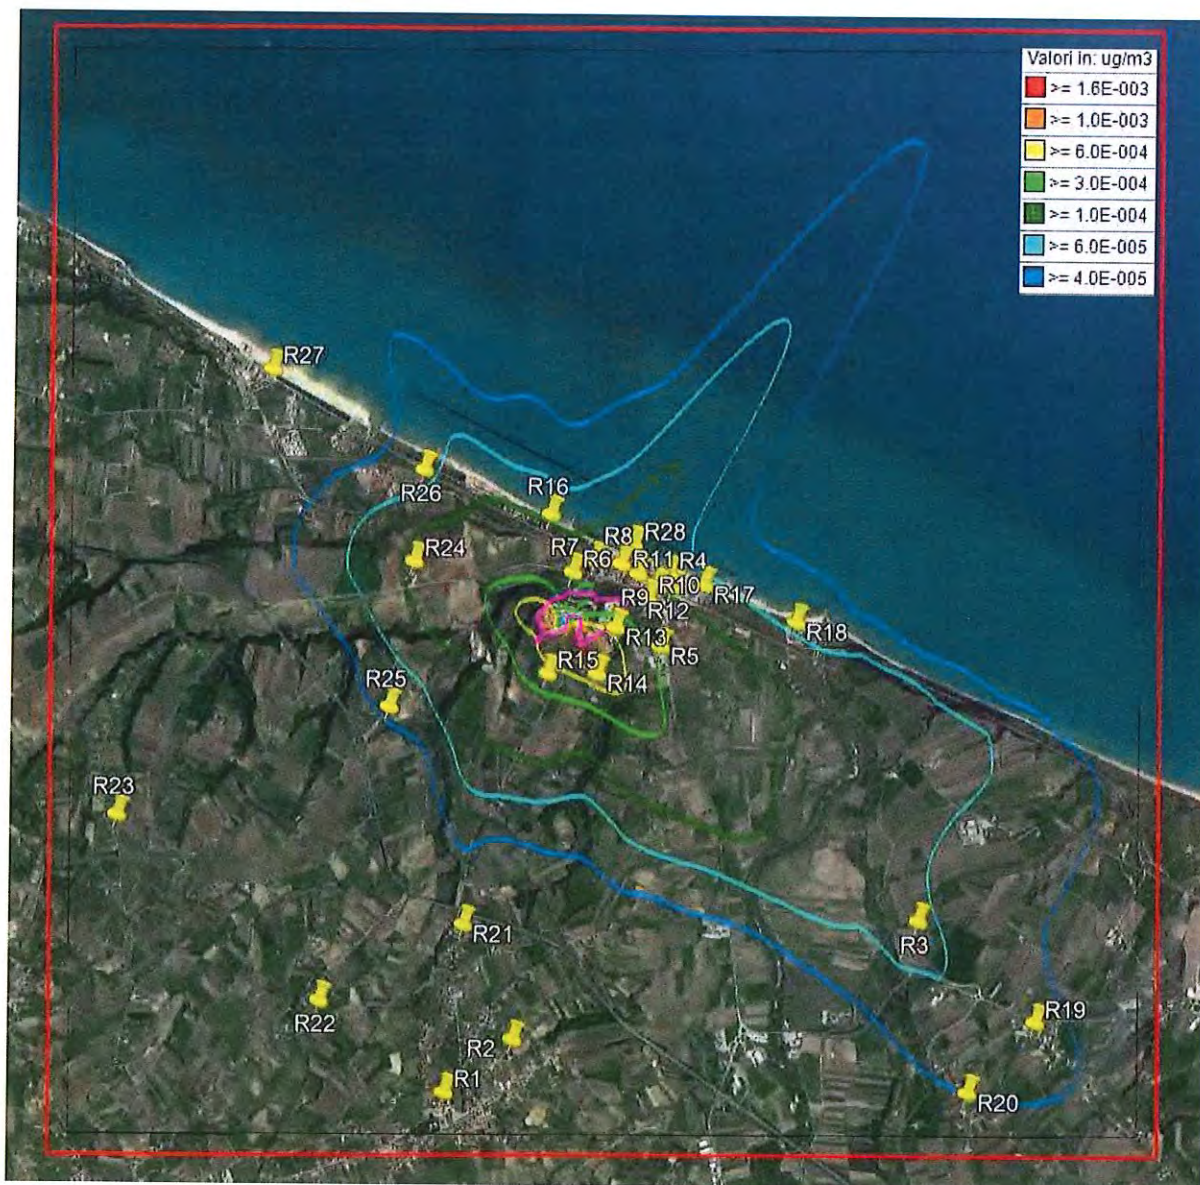 Valori in: ug/m3
>= 1.6E-003
>= 1.0E-003
>= 6.0E-004
>= 3.0E-004
>= 1.0E-004
>= 6.0E-005
>= 4.0E-005
R27
R26
R16
R24
R7
R6
R8
R28
R11
R4
R10
R17
R9
R12
R18
R13
R5
R15
R14
R25
R23
R21
R3
R22
R19
R2
R1
R20